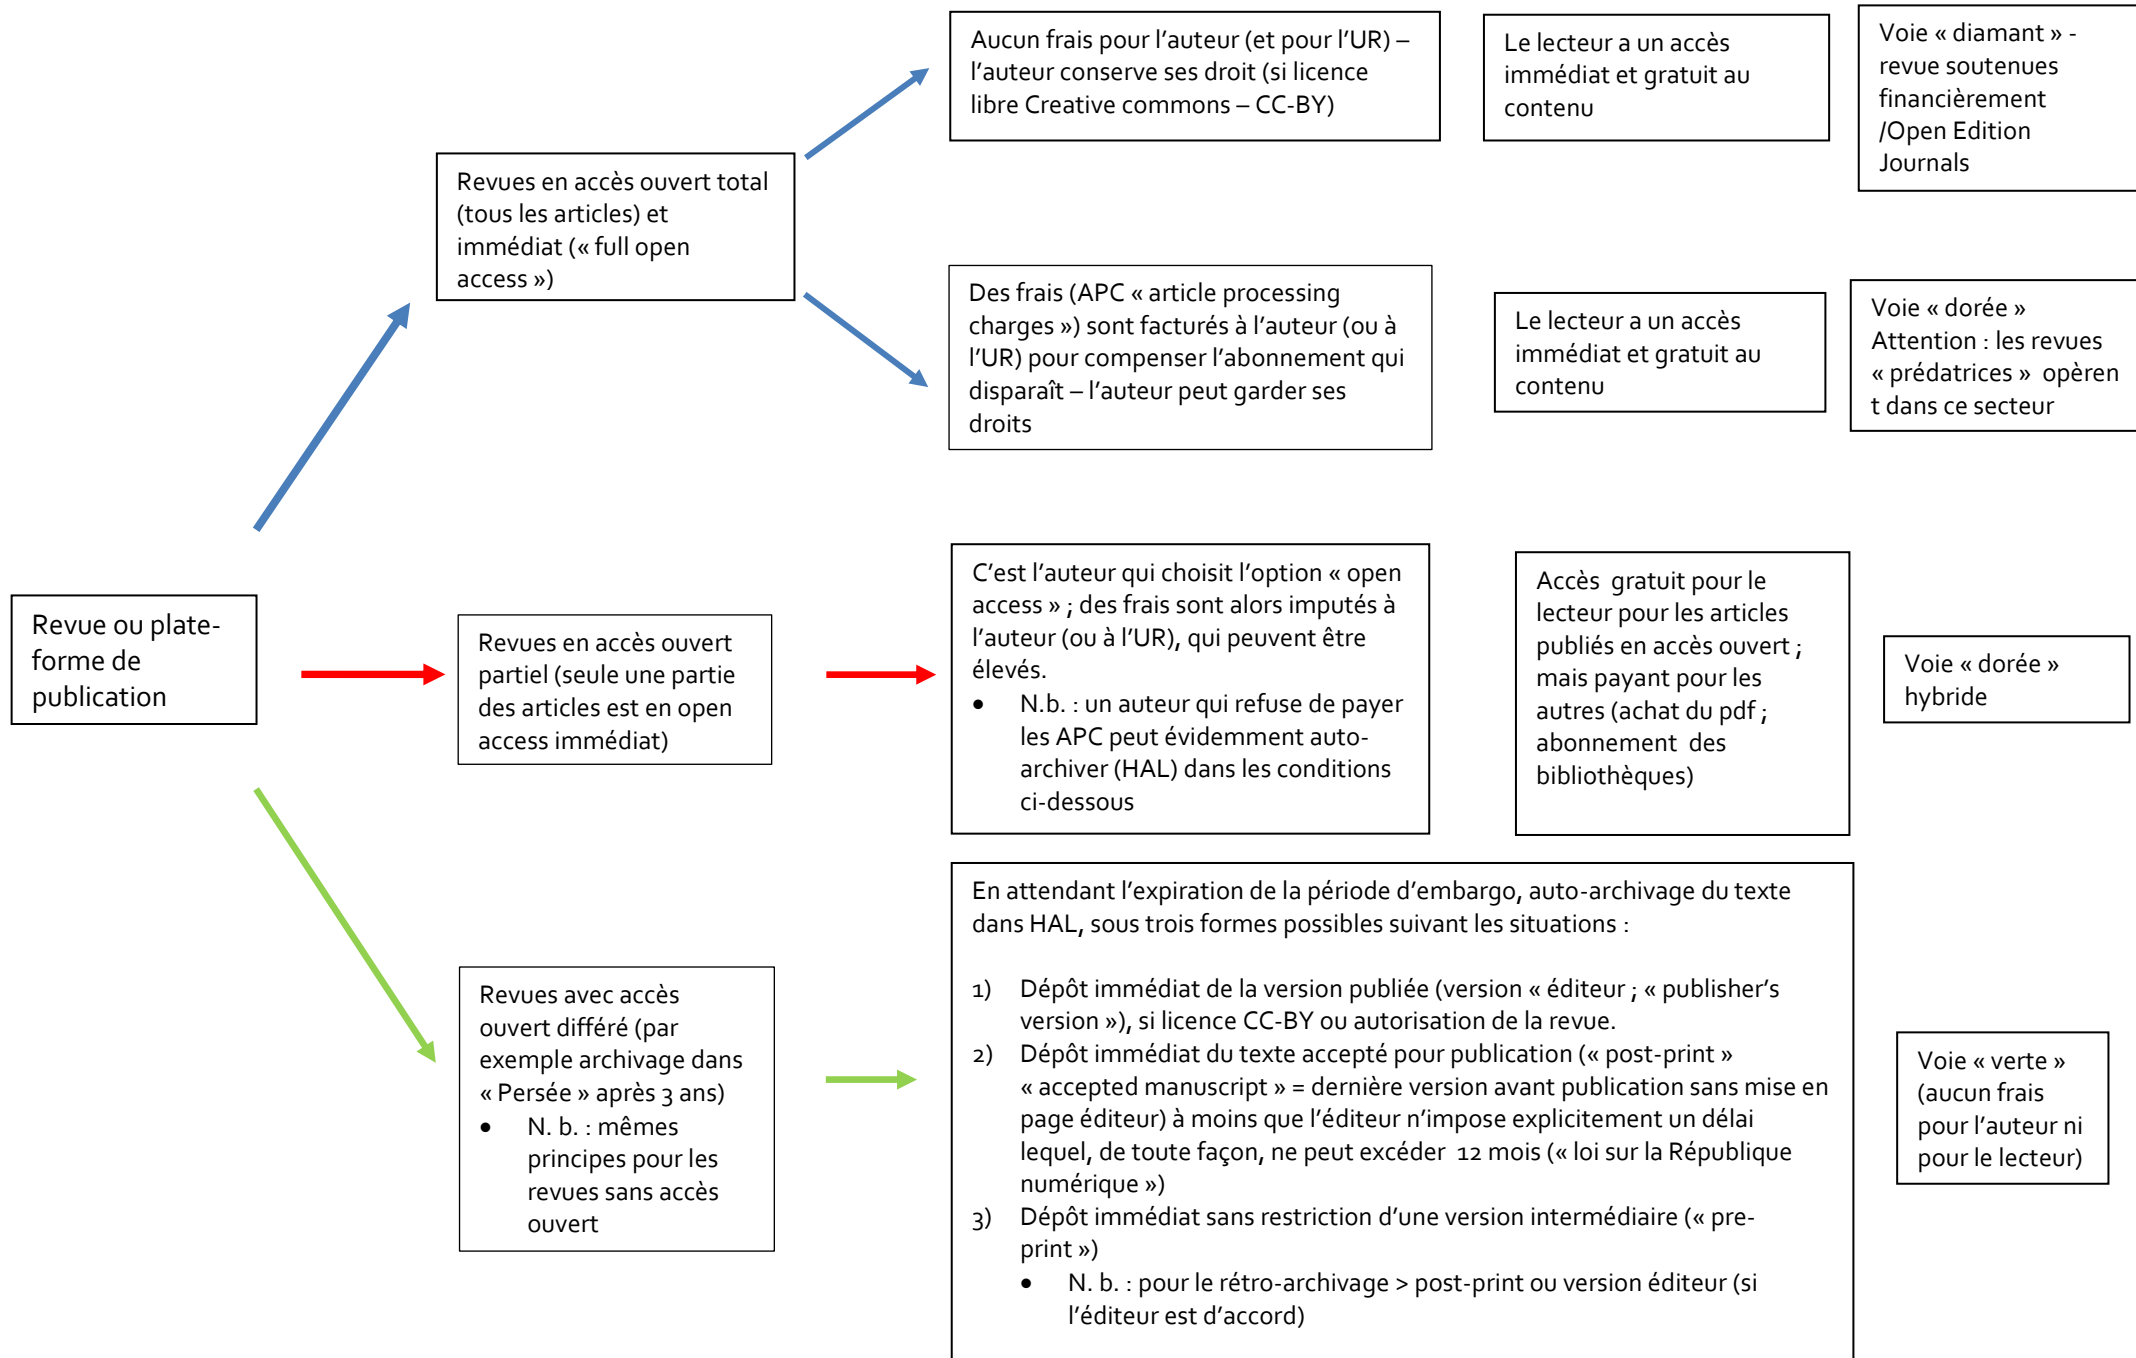 Aucun frais pour l'auteur (et pour l'UR) –
l'auteur conserve ses droit (si licence
libre Creative commons – CC-BY)
Le lecteur a un accès
immédiat et gratuit au
contenu
Voie « diamant » -
revue soutenues
financièrement
/Open Edition
Journals
Revues en accès ouvert total
(tous les articles) et
immédiat (« full open
access »)
Des frais (APC « article processing
charges ») sont facturés à l'auteur (ou à
l'UR) pour compenser l'abonnement qui
disparaît – l'auteur peut garder ses
droits
Le lecteur a un accès
immédiat et gratuit au
contenu
Voie « dorée »
Attention : les revues
« prédatrices » opèren
t dans ce secteur
Revue ou plate-
forme de
publication
Revues en accès ouvert
partiel (seule une partie
des articles est en open
access immédiat)
C'est l'auteur qui choisit l'option « open
access » ; des frais sont alors imputés à
l'auteur (ou à l'UR), qui peuvent être
élevés.
• N.b. : un auteur qui refuse de payer
les APC peut évidemment auto-
archiver (HAL) dans les conditions
ci-dessous
Accès gratuit pour le
lecteur pour les articles
publiés en accès ouvert ;
mais payant pour les
autres (achat du pdf ;
abonnement des
bibliothèques)
Voie « dorée »
hybride
Revues avec accès
ouvert différé (par
exemple archivage dans
« Persée » après 3 ans)
• N. b. : mêmes
principes pour les
revues sans accès
ouvert
En attendant l'expiration de la période d'embargo, auto-archivage du texte
dans HAL, sous trois formes possibles suivant les situations :
1) Dépôt immédiat de la version publiée (version « éditeur ; « publisher's
version »), si licence CC-BY ou autorisation de la revue.
2) Dépôt immédiat du texte accepté pour publication (« post-print »
« accepted manuscript » = dernière version avant publication sans mise en
page éditeur) à moins que l'éditeur n'impose explicitement un délai
lequel, de toute façon, ne peut excéder 12 mois (« loi sur la République
numérique »)
3) Dépôt immédiat sans restriction d'une version intermédiaire (« pre-
print »)
• N. b. : pour le rétro-archivage > post-print ou version éditeur (si
l'éditeur est d'accord)
Voie « verte »
(aucun frais
pour l'auteur ni
pour le lecteur)